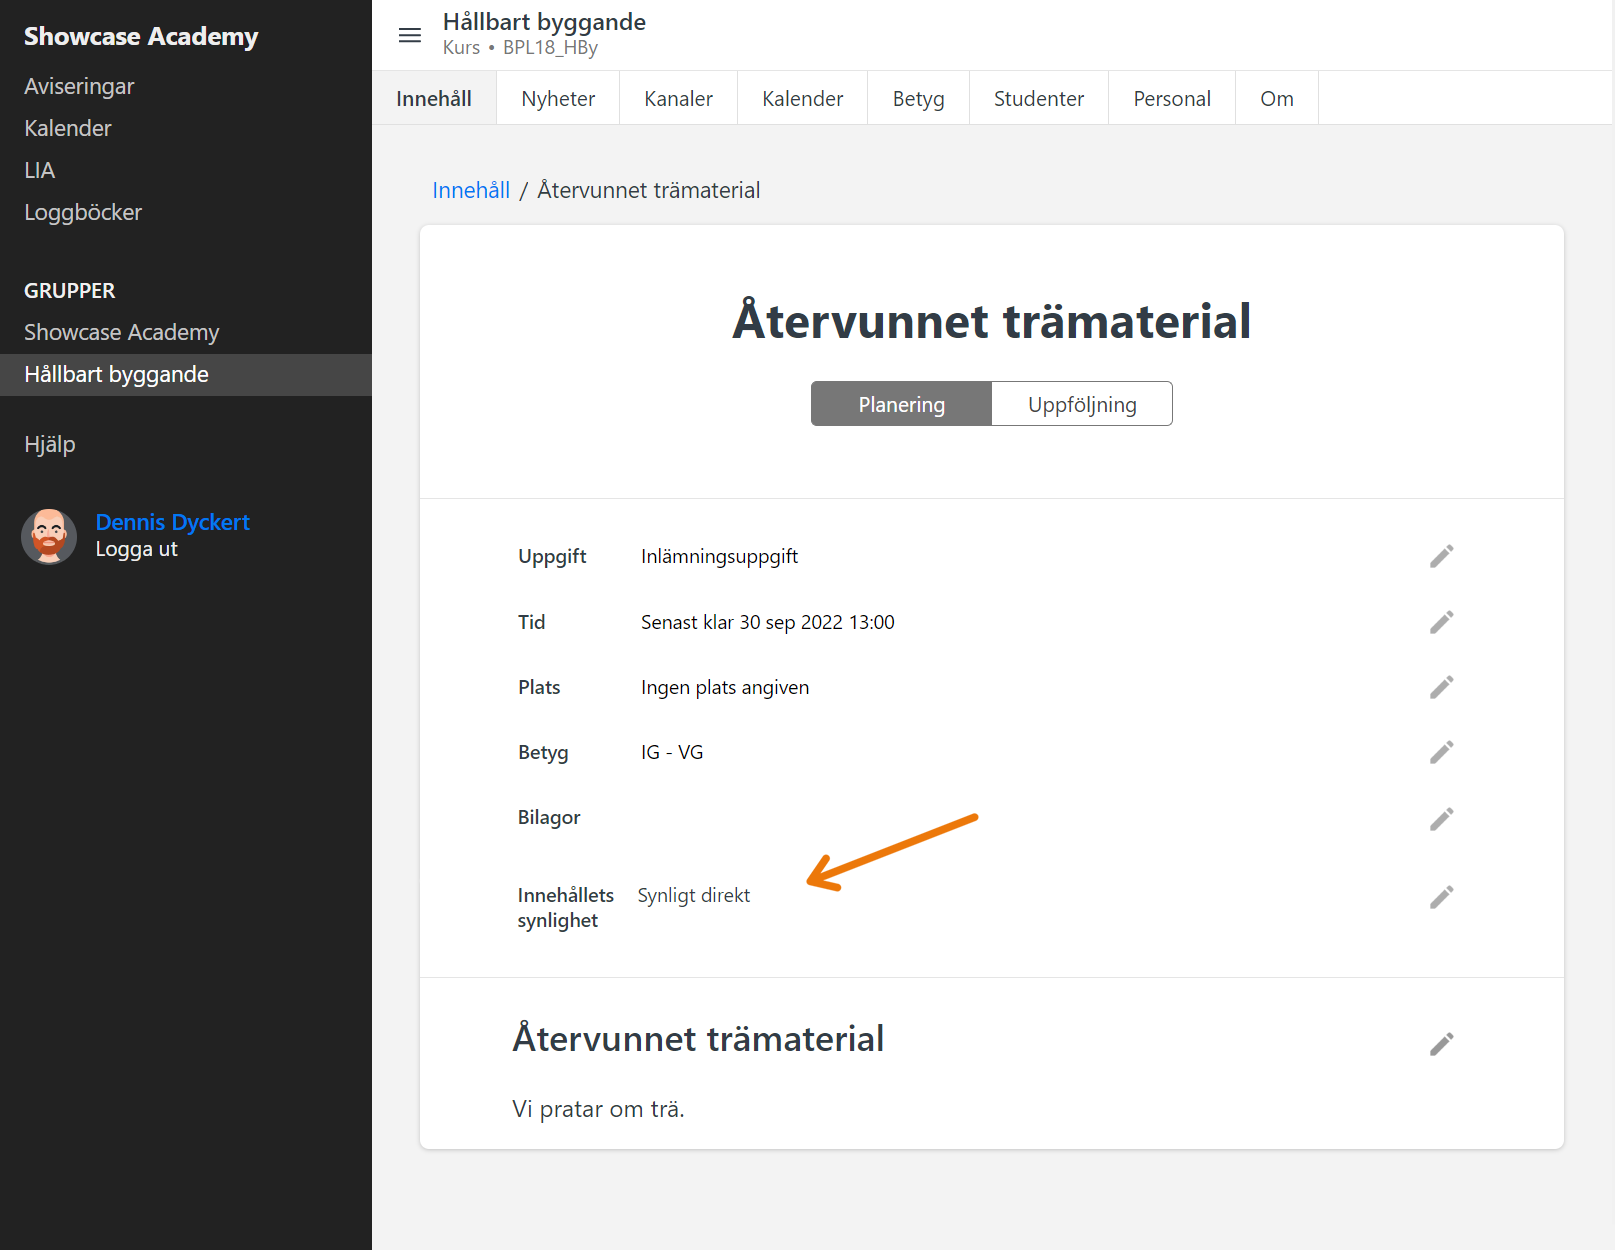 Showcase Academy
Aviseringar
Kalender
LIA
Loggböcker
GRUPPER
Showcase Academy
Hållbart byggande
Hjälp
Dennis Dyckert
Logga ut
Hållbart byggande
Kurs • BPL18_HBy
Innehåll Nyheter Kanaler Kalender Betyg Studenter Personal Om
Innehåll / Återvunnet trämaterial
Återvunnet trämaterial
Planering Uppföljning
Uppgift Inlämningsuppgift
Tid Senast klar 30 sep 2022 13:00
Plats Ingen plats angiven
Betyg IG - VG
Bilagor
Innehållets Synligt direkt
synlighet
Återvunnet trämaterial
Vi pratar om trä.